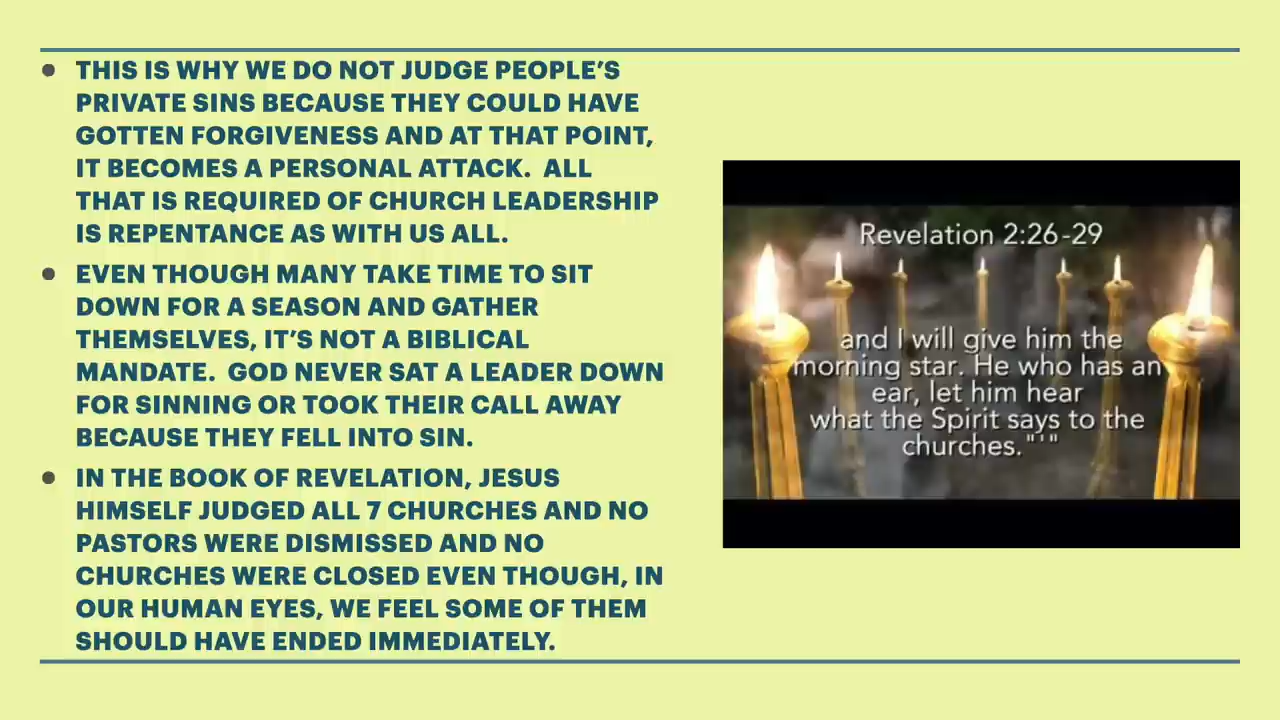 • THIS IS WHY WE DO NOT JUDGE PEOPLE'S
PRIVATE SINS BECAUSE THEY COULD HAVE
GOTTEN FORGIVENESS AND AT THAT POINT,
IT BECOMES A PERSONAL ATTACK.  ALL
THAT IS REQUIRED OF CHURCH LEADERSHIP
IS REPENTANCE AS WITH US ALL.
• EVEN THOUGH MANY TAKE TIME TO SIT
DOWN FOR A SEASON AND GATHER
THEMSELVES, IT'S NOT A BIBLICAL
MANDATE.  GOD NEVER SAT A LEADER DOWN
FOR SINNING OR TOOK THEIR CALL AWAY
BECAUSE THEY FELL INTO SIN.
• IN THE BOOK OF REVELATION, JESUS
HIMSELF JUDGED ALL 7 CHURCHES AND NO
PASTORS WERE DISMISSED AND NO
CHURCHES WERE CLOSED EVEN THOUGH, IN
OUR HUMAN EYES, WE FEEL SOME OF THEM
SHOULD HAVE ENDED IMMEDIATELY.
Revelation 2:26-29
and I will give him the
morning star. He who has an
ear, let him hear
what the Spirit says to the
churches."'"